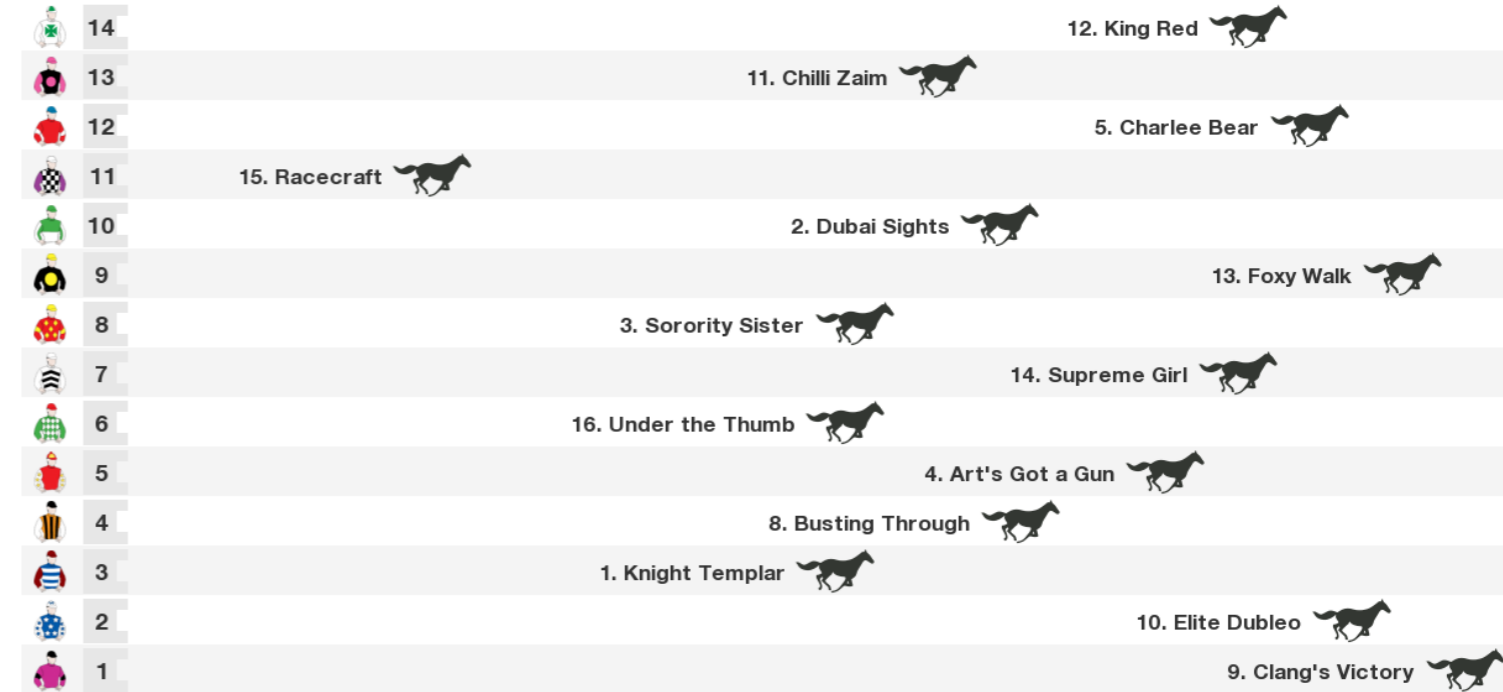 14 12. King Red
13 11. Chilli Zaim
12 5. Charlee Bear
11 15. Racecraft
10 2. Dubai Sights
9 13. Foxy Walk
8 3. Sorority Sister
7 14. Supreme Girl
6 16. Under the Thumb
5 4. Art's Got a Gun
4 8. Busting Through
3 1. Knight Templar
2 10. Elite Dubleo
1 9. Clang's Victory